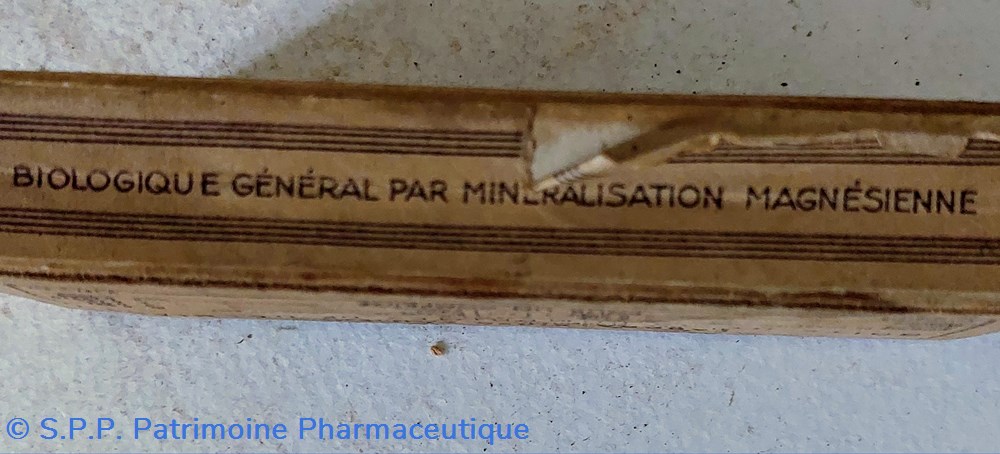 BIOLOGIQUE GÉNÉRAL PAR MINÉRALISATION MAGNÉSIENNE
© S.P.P. Patrimoine Pharmaceutique